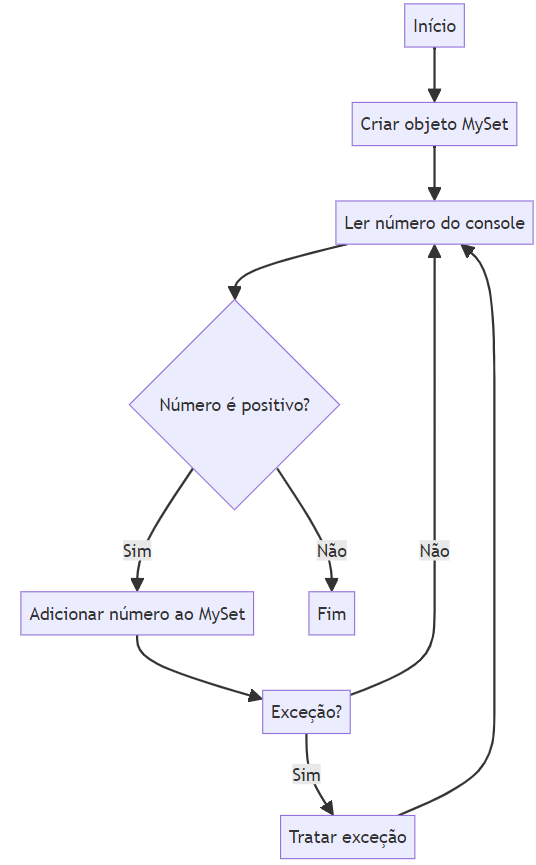 Início
Criar objeto MySet
Ler número do console
Número é positivo?
Sim
Não
Não
Adicionar número ao MySet
Fim
Exceção?
Sim
Tratar exceção